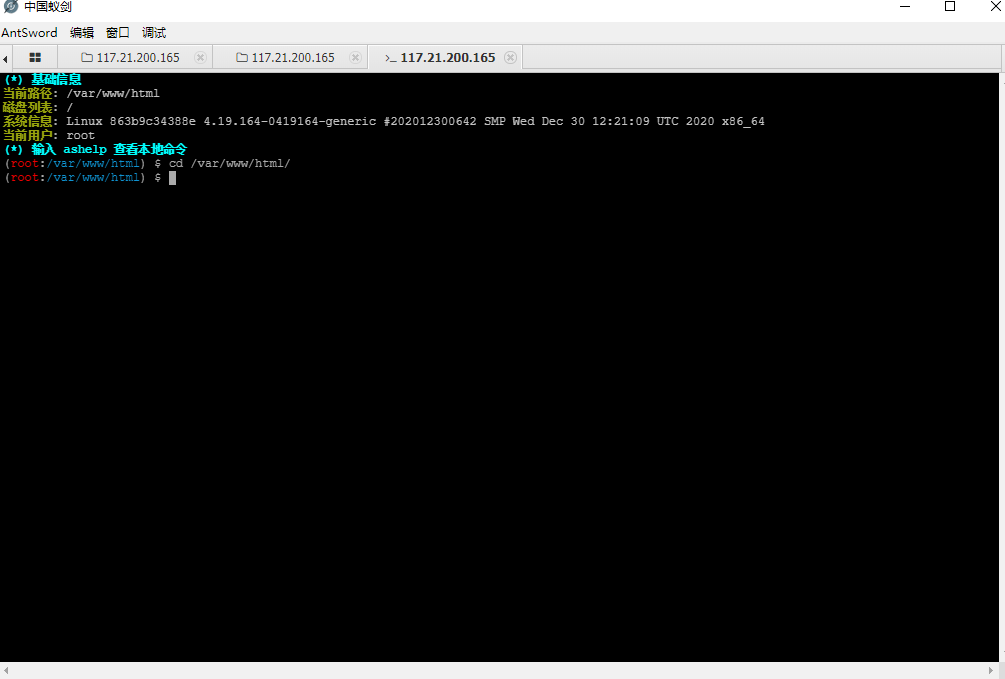 中国蚁剑
AntSword 编辑 窗口 调试
117.21.200.165 117.21.200.165 >_ 117.21.200.165
(*) 基础信息
当前路径: /var/www/html
磁盘列表: /
系统信息: Linux 863b9c34388e 4.19.164-0419164-generic #202012300642 SMP Wed Dec 30 12:21:09 UTC 2020 x86_64
当前用户: root
(*) 输入 ashelp 查看本地命令
(root:/var/www/html) $ cd /var/www/html/
(root:/var/www/html) $